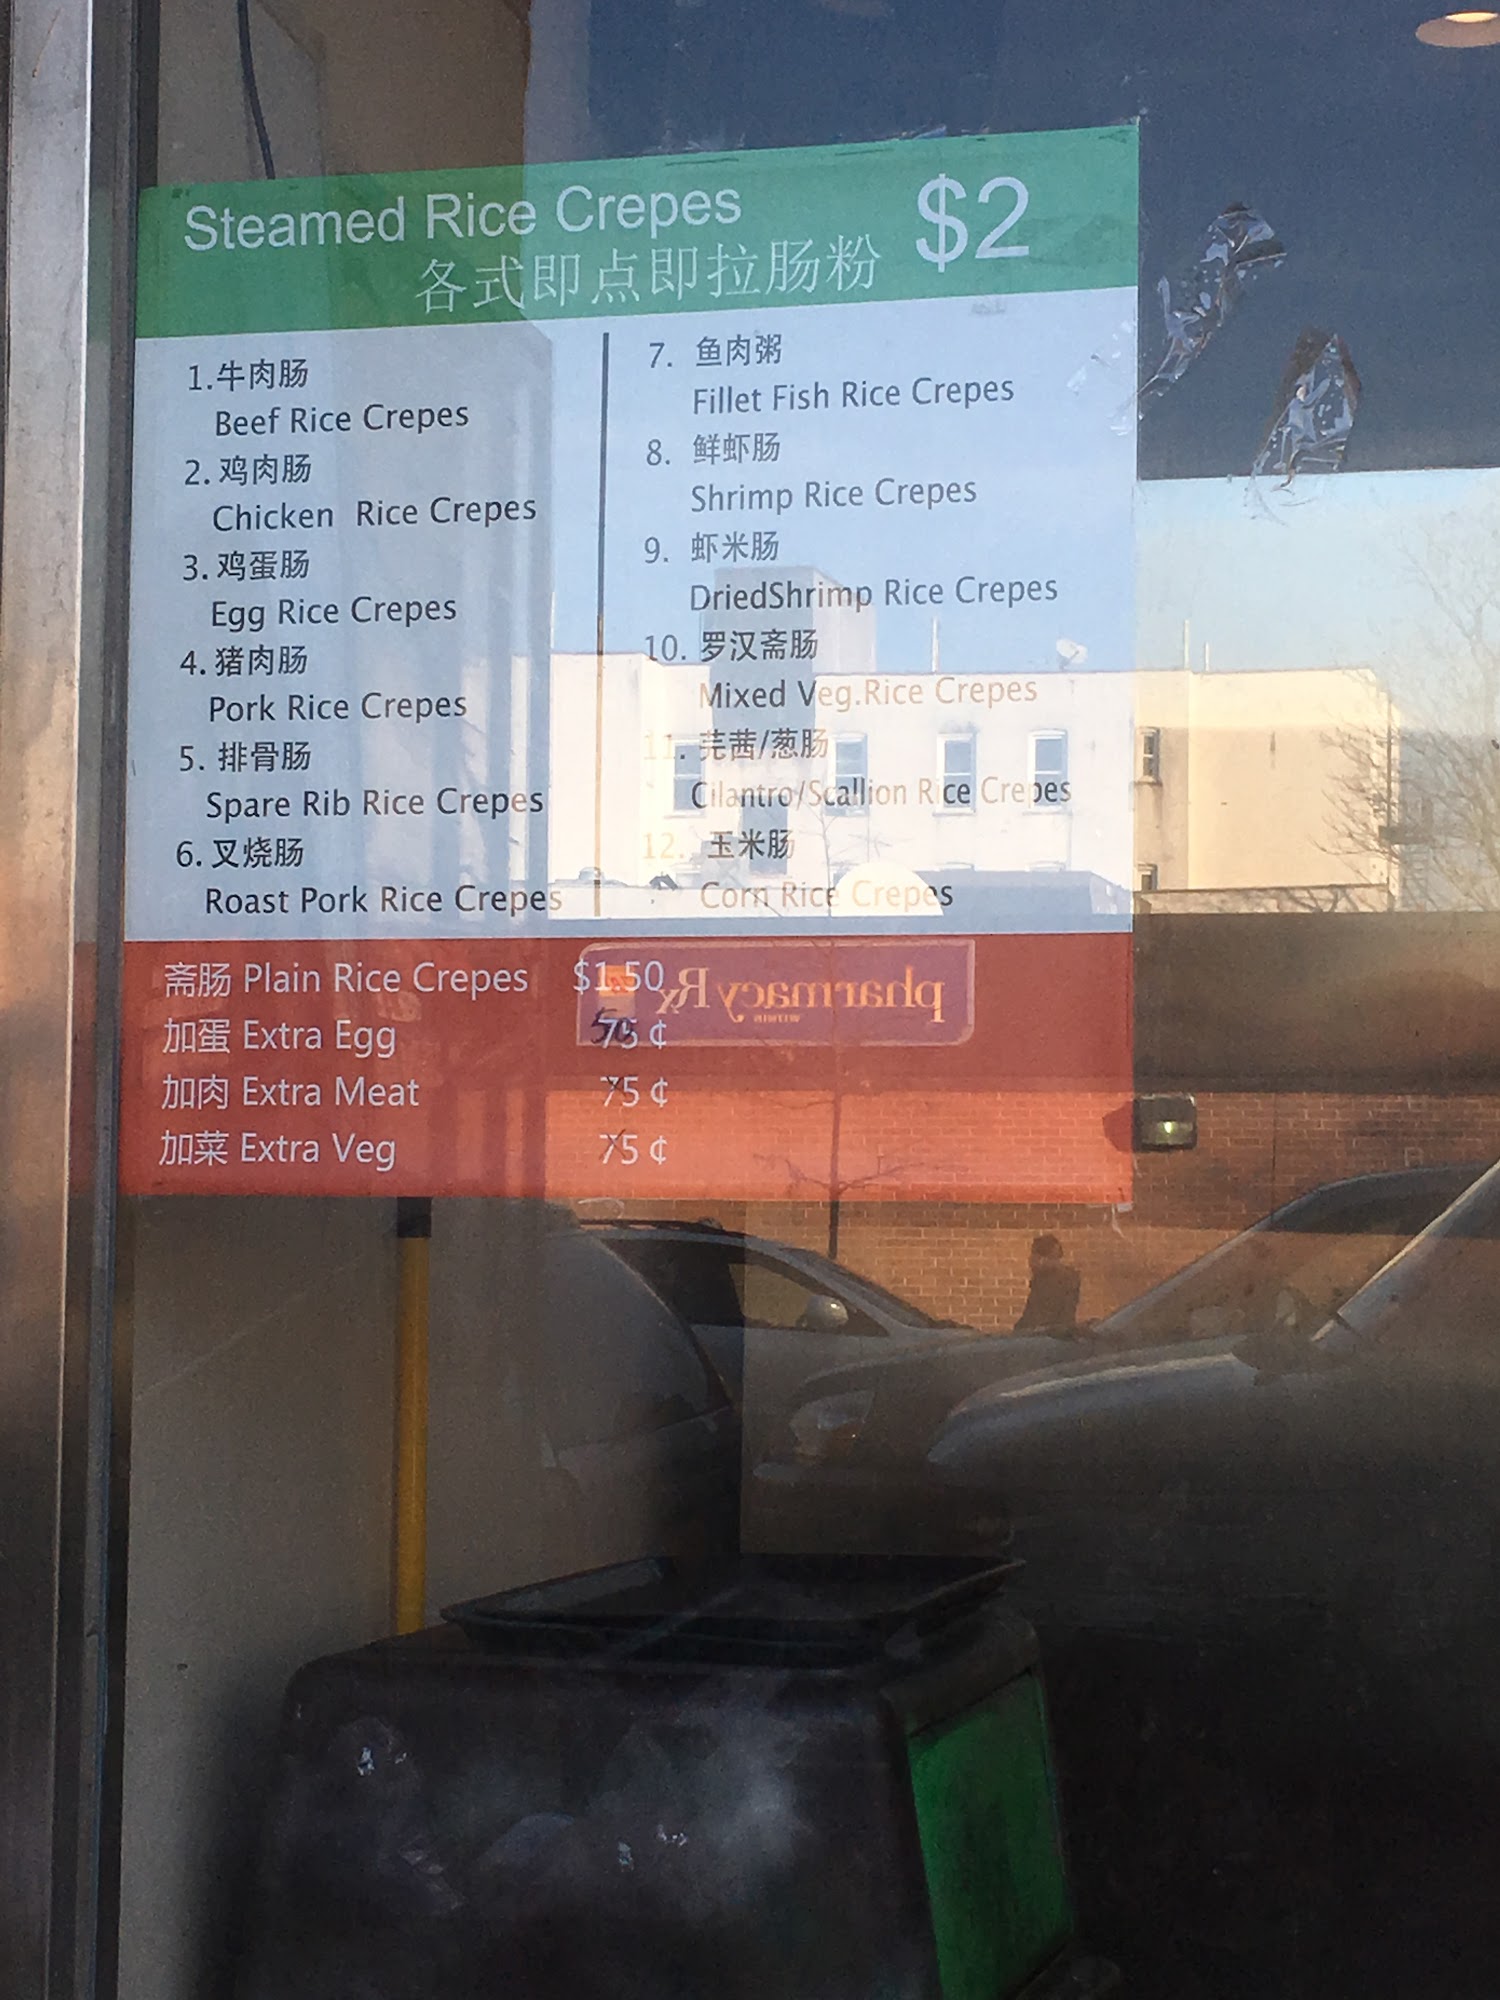 Steamed Rice Crepes $2
各式即点即拉肠粉
1.牛肉肠
Beef Rice Crepes
2.鸡肉肠
Chicken Rice Crepes
3.鸡蛋肠
Egg Rice Crepes
4.猪肉肠
Pork Rice Crepes
5. 排骨肠
Spare Rib Rice Crepes
6.叉烧肠
Roast Pork Rice Crepes
7. 鱼肉粥
Fillet Fish Rice Crepes
8. 鲜虾肠
Shrimp Rice Crepes
9. 虾米肠
DriedShrimp Rice Crepes
10. 罗汉斋肠
Mixed Veg.Rice Crepes
11. 芫茜/葱肠
Cilantro/Scallion Rice Crepes
12. 玉米肠
Corn Rice Crepes
斋肠 Plain Rice Crepes $1.50
加蛋 Extra Egg 75 ¢ 50
加肉 Extra Meat 75 ¢
加菜 Extra Veg 75 ¢
pharmacy Rx